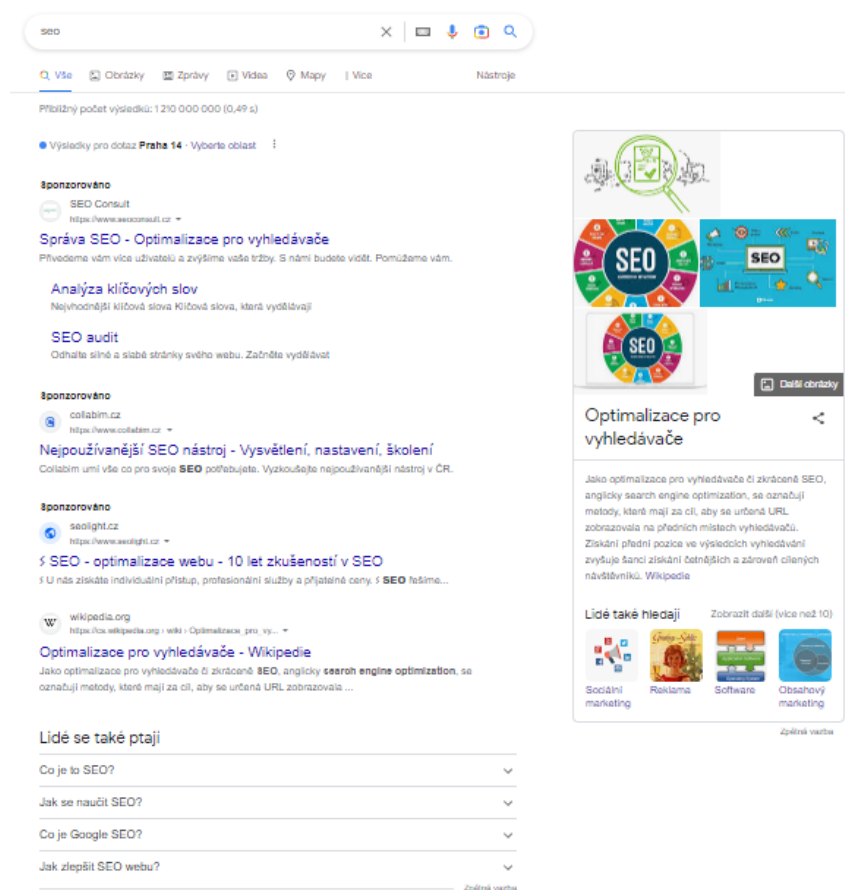 seo
Vše Obrázky Zprávy Videa Mapy Více Nástroje
Přibližný počet výsledků: 1 210 000 000 (0,49 s)
Výsledky pro dotaz Praha 14 · Vyberte oblast
Sponzorováno
SEO Consult
https://www.seoconsult.cz
Správa SEO - Optimalizace pro vyhledávače
Přivedeme vám více uživatelů a zvýšíme vaše tržby. S námi budete vidět. Pomůžeme vám.
Analýza klíčových slov
Nejvhodnější klíčová slova Klíčová slova, která vydělávají
SEO audit
Odhalte silné a slabé stránky svého webu. Začněte vydělávat
Sponzorováno
collabim.cz
https://www.collabim.cz
Nejpoužívanější SEO nástroj - Vysvětlení, nastavení, školení
Collabim umí vše co pro svoje SEO potřebujete. Vyzkoušejte nejpoužívanější nástroj v ČR.
Sponzorováno
seolight.cz
https://www.seolight.cz
⚡ SEO - optimalizace webu - 10 let zkušeností v SEO
⚡ U nás získáte individuální přístup, profesionální služby a přijatelné ceny. ⚡ SEO řešíme...
W
wikipedia.org
https://cs.wikipedia.org › wiki › Optimalizace_pro_vy...
Optimalizace pro vyhledávače - Wikipedie
Jako optimalizace pro vyhledávače či zkráceně SEO, anglicky search engine optimization, se
označují metody, které mají za cíl, aby se určená URL zobrazovala ...
Lidé se také ptají
Co je to SEO?
Jak se naučit SEO?
Co je Google SEO?
Jak zlepšit SEO webu?
Zpětná vazba
SEO
SEO
SEO
Další obrázky
Optimalizace pro
vyhledávače
Jako optimalizace pro vyhledávače či zkráceně SEO,
anglicky search engine optimization, se označují
metody, které mají za cíl, aby se určená URL
zobrazovala na předních místech vyhledávačů.
Získání přední pozice ve výsledcích vyhledávání
zvyšuje šanci získání četnějších a zároveň cílených
návštěvníků. Wikipedie
Lidé také hledají Zobrazit další (více než 10)
Sociální
marketing
Reklama
Software
Obsahový
marketing
Zpětná vazba